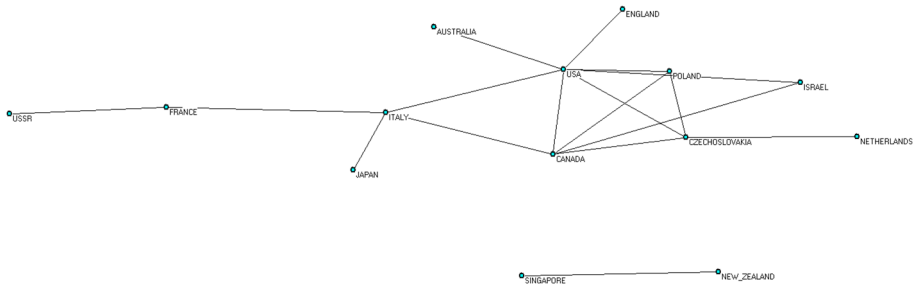 ENGLAND
AUSTRALIA
USA
POLAND
ISRAEL
USSR
FRANCE
ITALY
CZECHOSLOVAKIA
NETHERLANDS
CANADA
JAPAN
SINGAPORE
NEW_ZEALAND